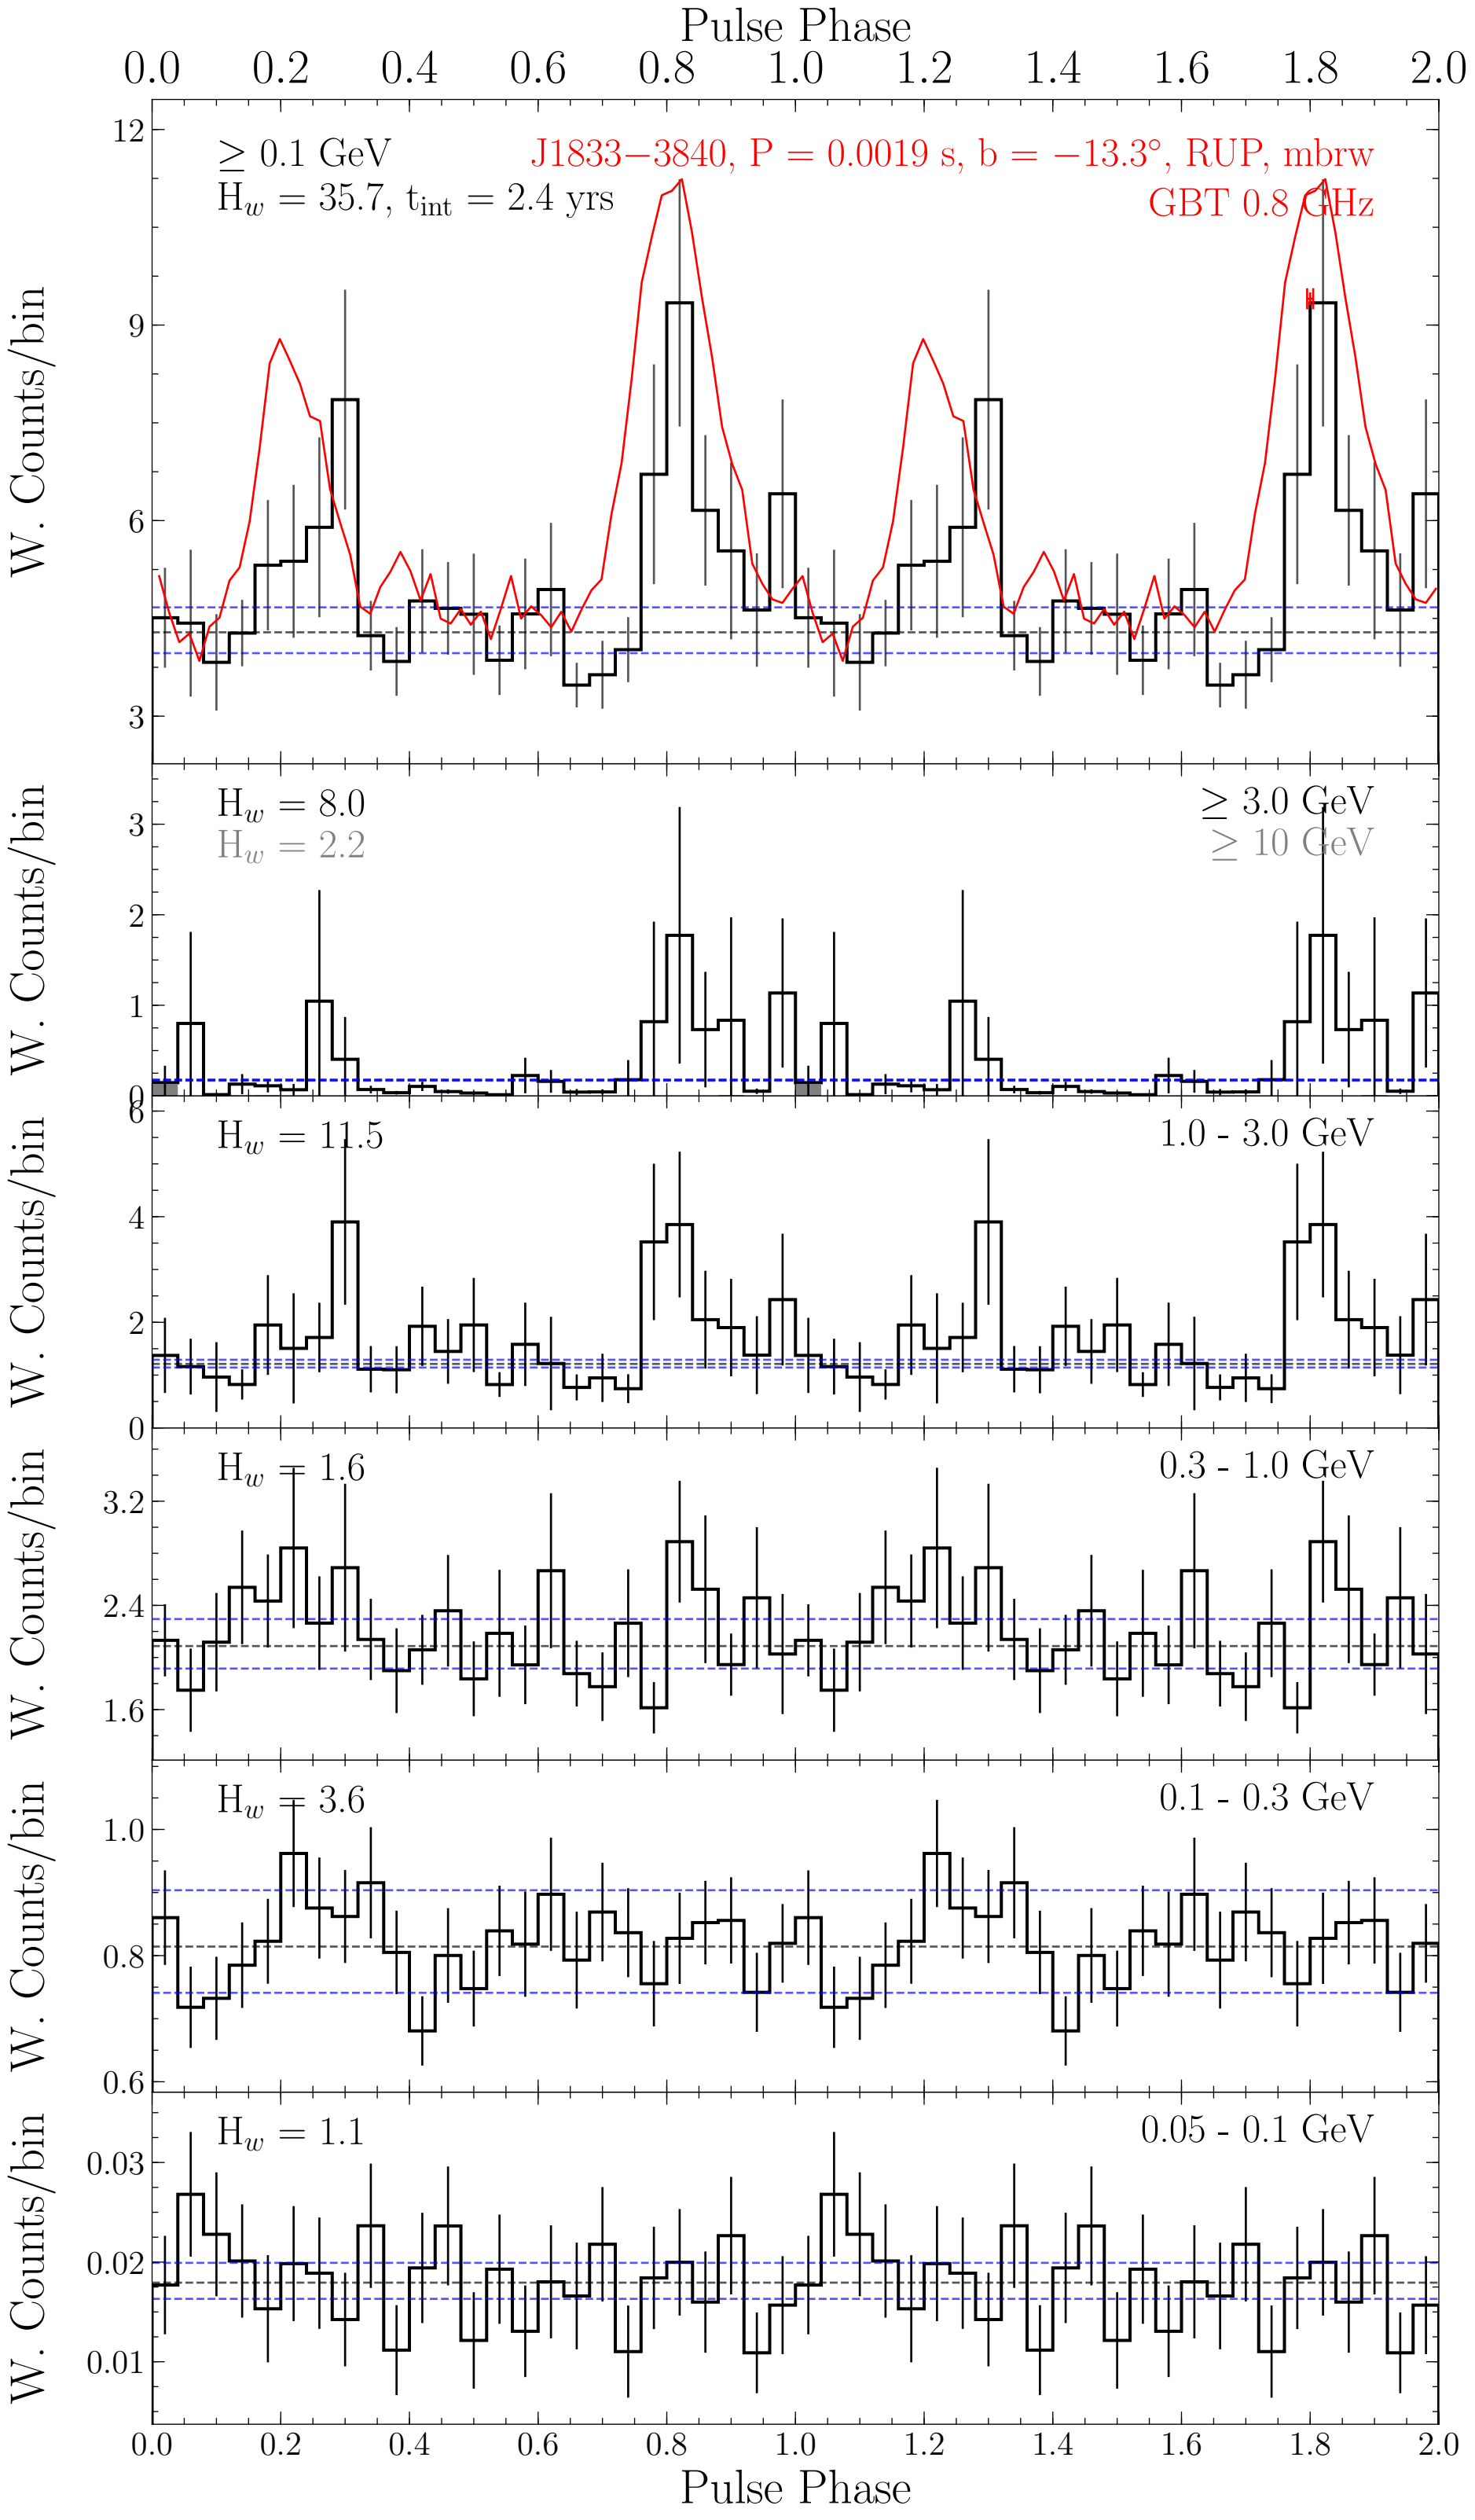 Pulse Phase
0.0 0.2 0.4 0.6 0.8 1.0 1.2 1.4 1.6 1.8 2.0
≥ 0.1 GeV
H_w = 35.7, t_int = 2.4 yrs
J1833−3840, P = 0.0019 s, b = −13.3°, RUP, mbrw
GBT 0.8 GHz
12
9
6
3
W. Counts/bin
H_w = 8.0
H_w = 2.2
≥ 3.0 GeV
≥ 10 GeV
3
2
1
0
W. Counts/bin
H_w = 11.5
1.0 - 3.0 GeV
6
4
2
0
W. Counts/bin
H_w = 1.6
0.3 - 1.0 GeV
3.2
2.4
1.6
W. Counts/bin
H_w = 3.6
0.1 - 0.3 GeV
1.0
0.8
0.6
W. Counts/bin
H_w = 1.1
0.05 - 0.1 GeV
0.03
0.02
0.01
W. Counts/bin
0.0 0.2 0.4 0.6 0.8 1.0 1.2 1.4 1.6 1.8 2.0
Pulse Phase